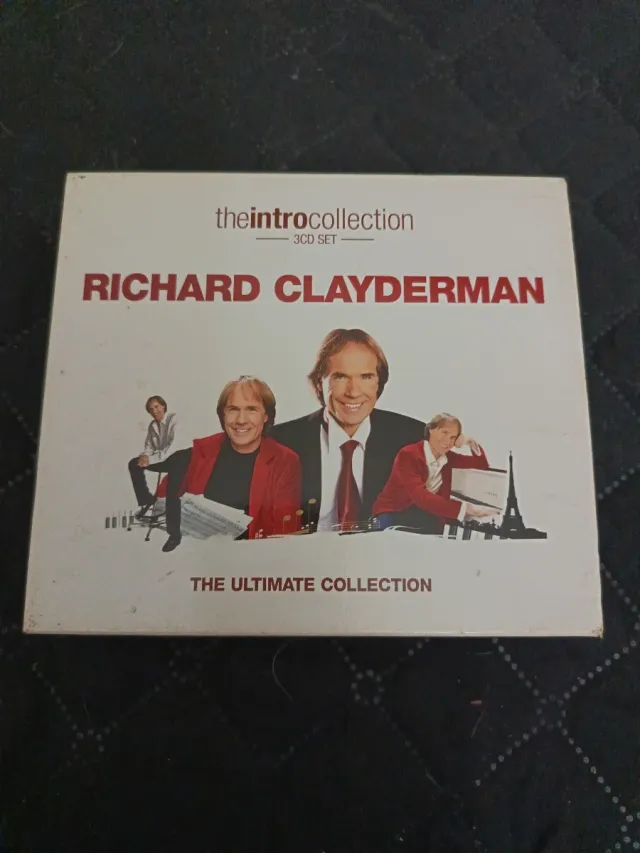 theintrocollection
3CD SET
RICHARD CLAYDERMAN
THE ULTIMATE COLLECTION